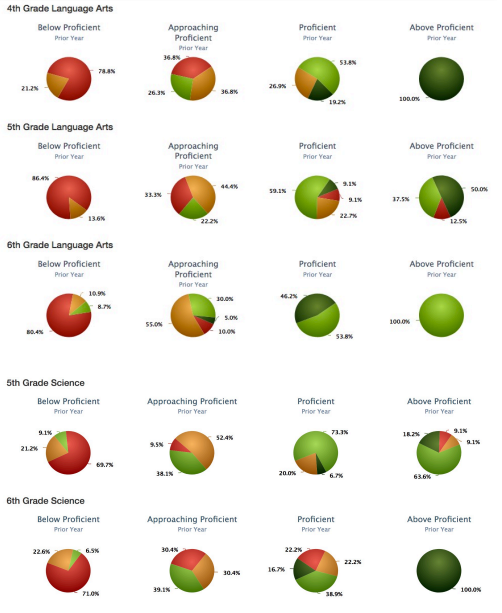 4th Grade Language Arts
Below Proficient
Prior Year
78.8%
21.2%
Approaching
Proficient
Prior Year
36.8%
26.3%
36.8%
Proficient
Prior Year
53.8%
26.9%
19.2%
Above Proficient
Prior Year
100.0%
5th Grade Language Arts
Below Proficient
Prior Year
86.4%
13.6%
Approaching
Proficient
Prior Year
33.3%
44.4%
22.2%
Proficient
Prior Year
59.1%
9.1%
9.1%
22.7%
Above Proficient
Prior Year
37.5%
50.0%
12.5%
6th Grade Language Arts
Below Proficient
Prior Year
10.9%
8.7%
80.4%
Approaching
Proficient
Prior Year
30.0%
5.0%
55.0%
10.0%
Proficient
Prior Year
46.2%
53.8%
Above Proficient
Prior Year
100.0%
5th Grade Science
Below Proficient
Prior Year
9.1%
21.2%
69.7%
Approaching Proficient
Prior Year
52.4%
9.5%
38.1%
Proficient
Prior Year
73.3%
20.0%
6.7%
Above Proficient
Prior Year
18.2%
9.1%
9.1%
63.6%
6th Grade Science
Below Proficient
Prior Year
22.6%
6.5%
71.0%
Approaching Proficient
Prior Year
30.4%
30.4%
39.1%
Proficient
Prior Year
22.2%
22.2%
16.7%
38.9%
Above Proficient
Prior Year
100.0%